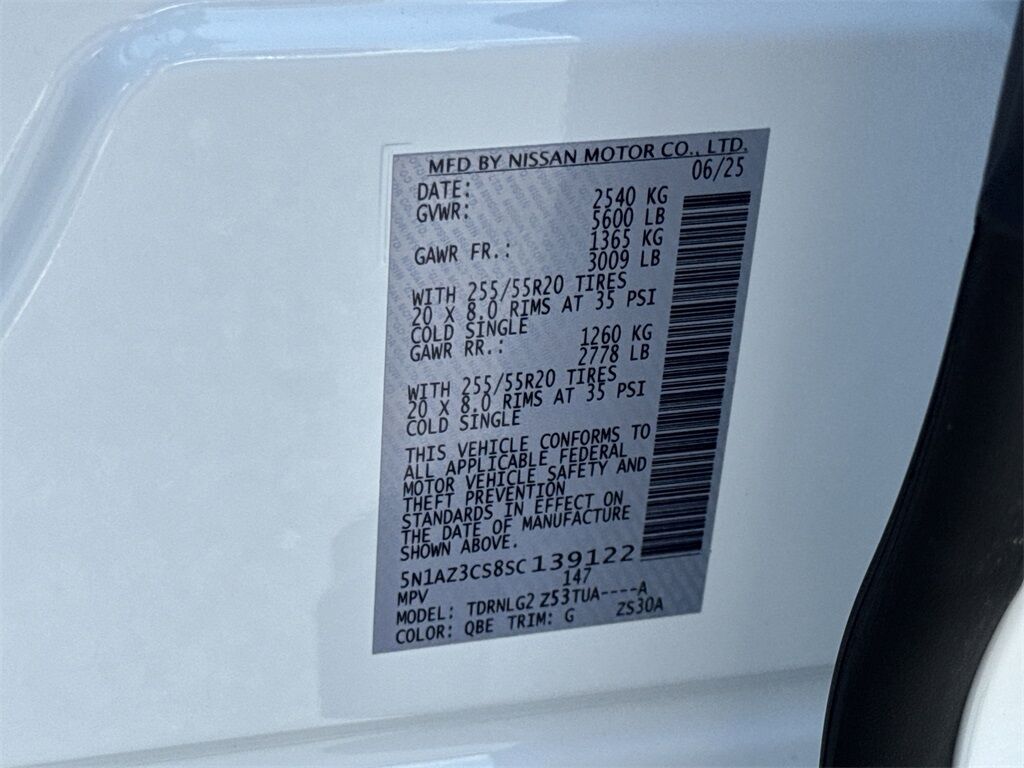 MFD BY NISSAN MOTOR CO., LTD.
DATE: 06/25
GVWR: 2540 KG
5600 LB
GAWR FR.: 1365 KG
3009 LB
WITH 255/55R20 TIRES
20 X 8.0 RIMS AT 35 PSI
COLD SINGLE
GAWR RR.: 1260 KG
2778 LB
WITH 255/55R20 TIRES
20 X 8.0 RIMS AT 35 PSI
COLD SINGLE
THIS VEHICLE CONFORMS TO
ALL APPLICABLE FEDERAL
MOTOR VEHICLE SAFETY AND
THEFT PREVENTION
STANDARDS IN EFFECT ON
THE DATE OF MANUFACTURE
SHOWN ABOVE.
5N1AZ3CS8SC139122
MPV 147
MODEL: TDRNLG2 Z53TUA----A
COLOR: QBE TRIM: G ZS30A